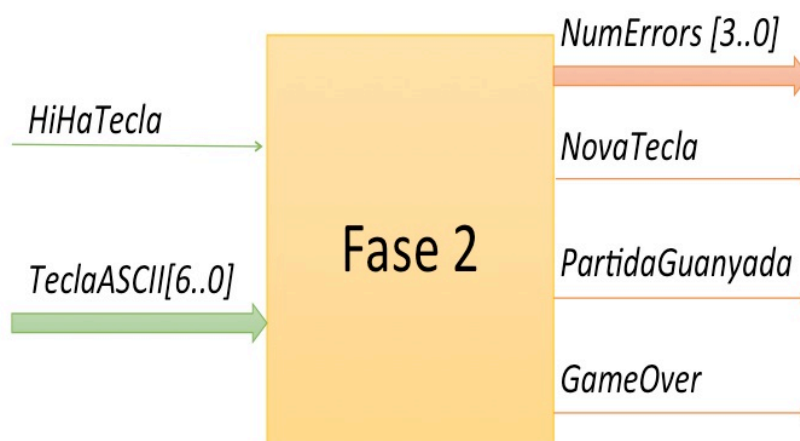 NumErrors [3..0]
HiHaTecla
NovaTecla
Fase 2
TeclaASCII[6..0]
PartidaGuanyada
GameOver